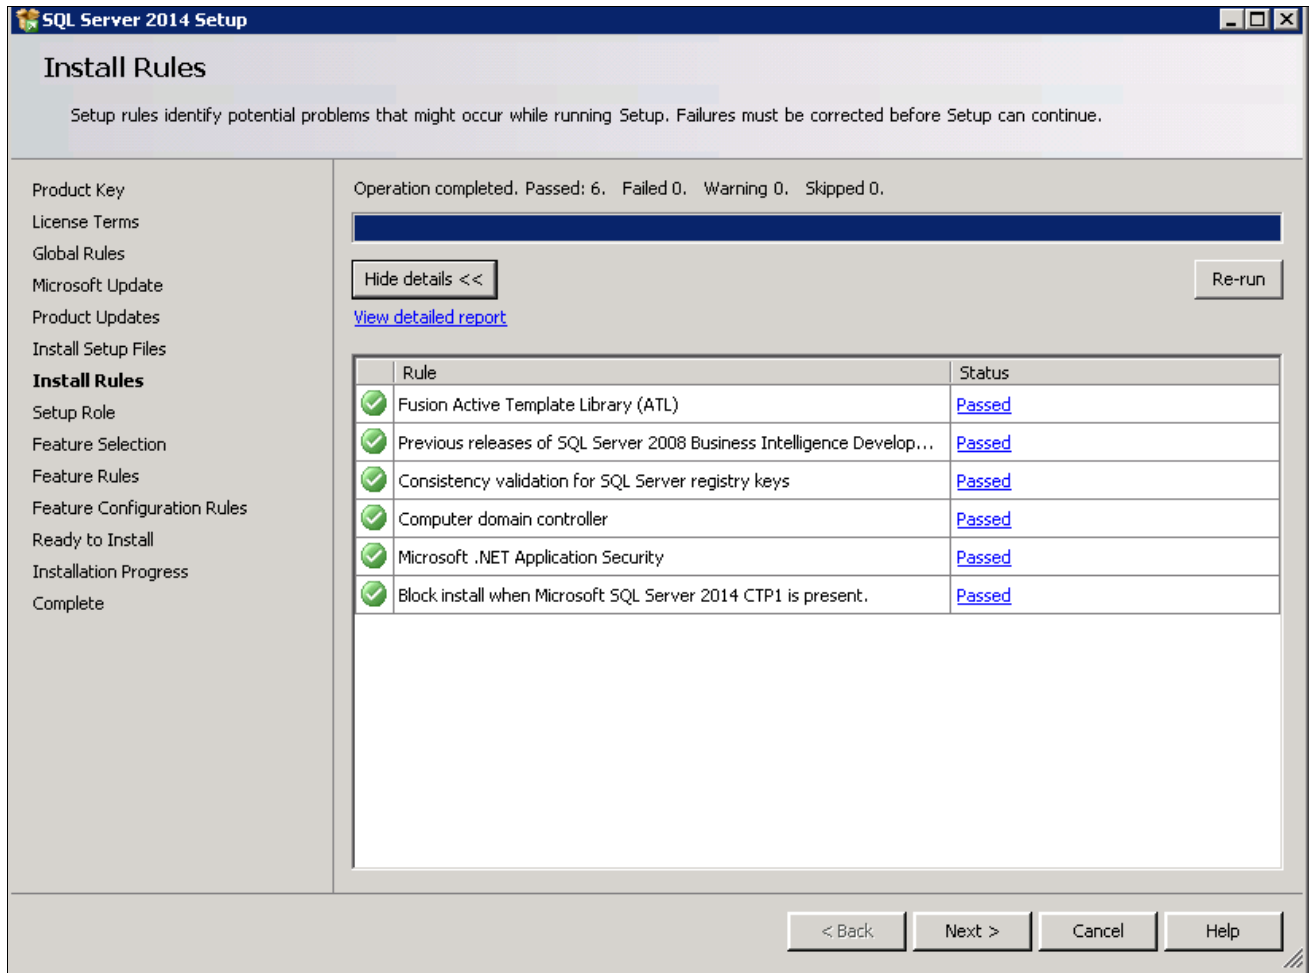 SQL Server 2014 Setup
Install Rules
Setup rules identify potential problems that might occur while running Setup. Failures must be corrected before Setup can continue.
Product Key
License Terms
Global Rules
Microsoft Update
Product Updates
Install Setup Files
Install Rules
Setup Role
Feature Selection
Feature Rules
Feature Configuration Rules
Ready to Install
Installation Progress
Complete
Operation completed. Passed: 6.   Failed 0.   Warning 0.   Skipped 0.
Hide details <<
Re-run
View detailed report
Rule Status
Fusion Active Template Library (ATL) Passed
Previous releases of SQL Server 2008 Business Intelligence Develop... Passed
Consistency validation for SQL Server registry keys Passed
Computer domain controller Passed
Microsoft .NET Application Security Passed
Block install when Microsoft SQL Server 2014 CTP1 is present. Passed
< Back Next > Cancel Help